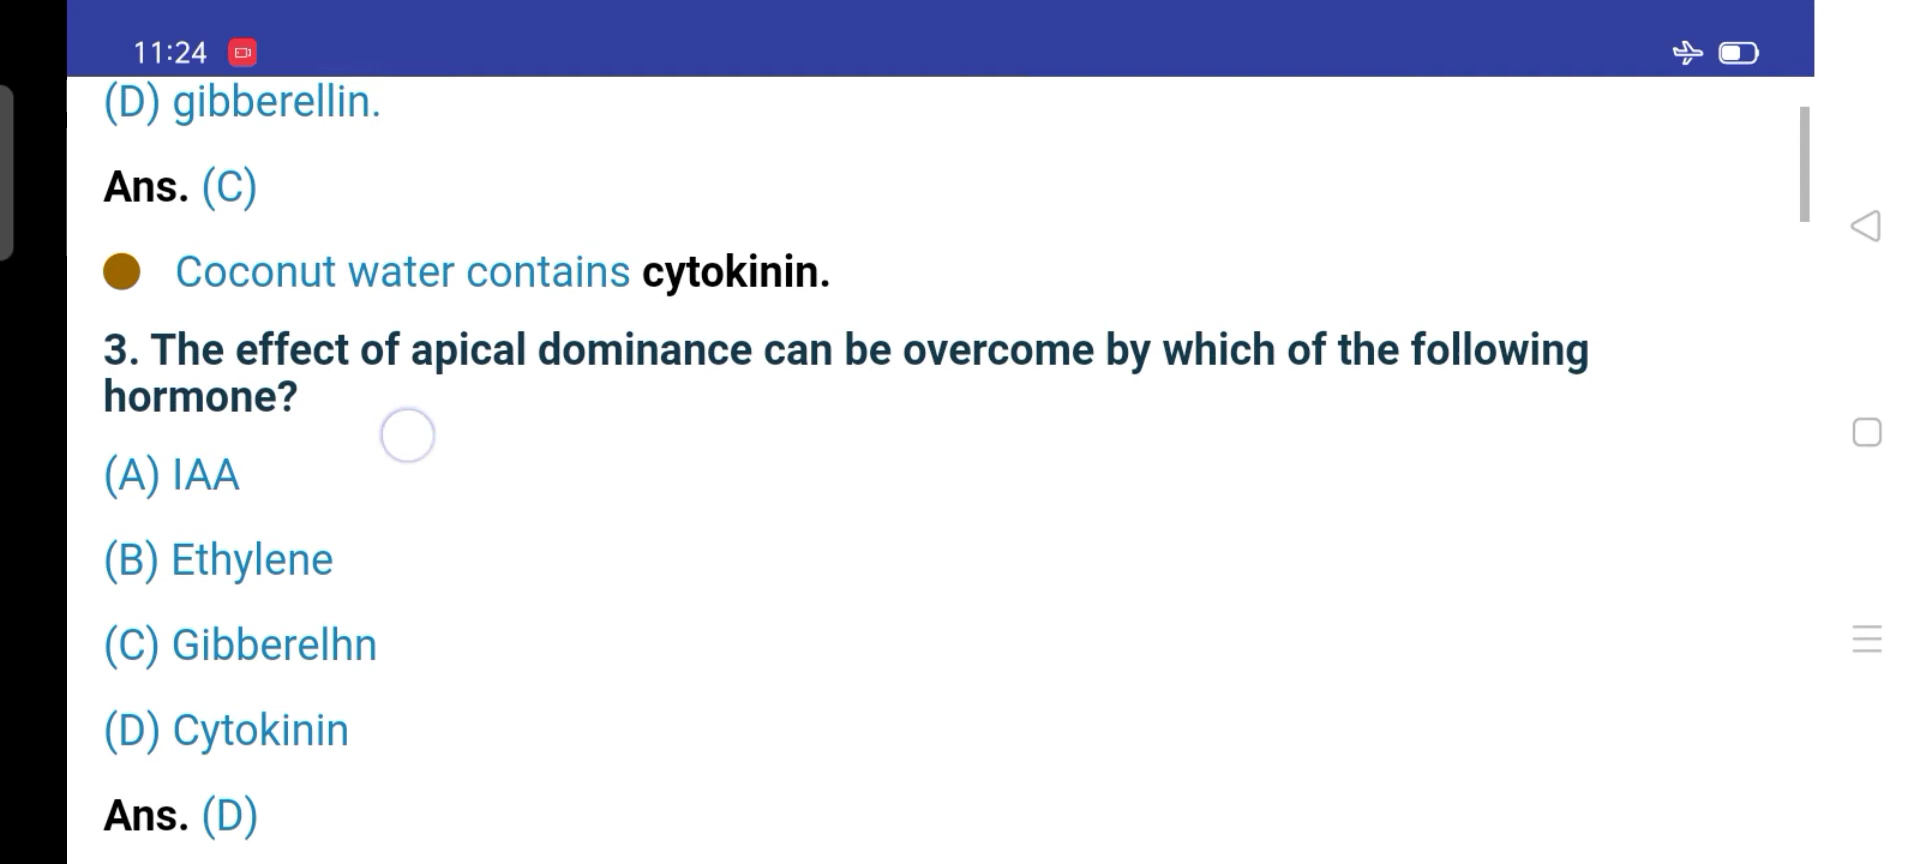 11:24
(D) gibberellin.
Ans. (C)
Coconut water contains cytokinin.
3. The effect of apical dominance can be overcome by which of the following
hormone?
(A) IAA
(B) Ethylene
(C) Gibberelhn
(D) Cytokinin
Ans. (D)